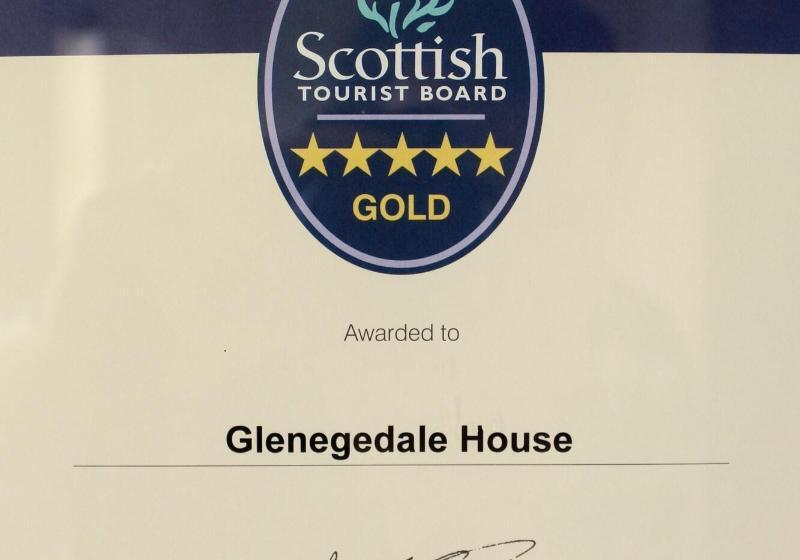 Scottish
TOURIST BOARD
GOLD
Awarded to
Glenegedale House